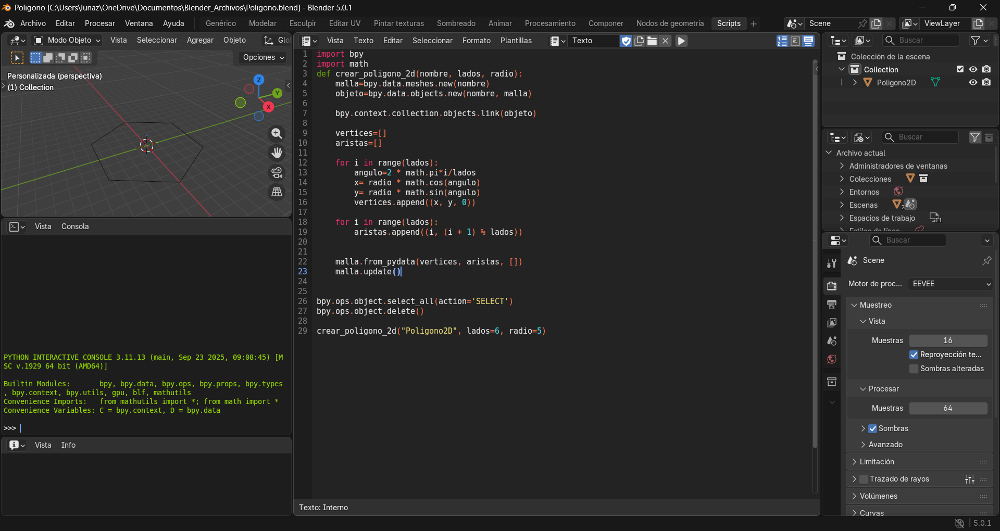 Poligono [C:\Users\lunaz\OneDrive\Documentos\Blender_Archivos\Poligono.blend] - Blender 5.0.1
Archivo Editar Procesar Ventana Ayuda Genérico Modelar Esculpir Editar UV Pintar texturas Sombreado Animar Procesamiento Componer Nodos de geometría Scripts + Scene ViewLayer
Modo Objeto Vista Seleccionar Agregar Objeto Glo
Opciones
Personalizada (perspectiva)
(1) Collection
Z
Y
X
Vista Consola
PYTHON INTERACTIVE CONSOLE 3.11.13 (main, Sep 23 2025, 09:08:45) [M
SC v.1929 64 bit (AMD64)]
Builtin Modules:       bpy, bpy.data, bpy.ops, bpy.props, bpy.types
, bpy.context, bpy.utils, gpu, blf, mathutils
Convenience Imports:   from mathutils import *; from math import *
Convenience Variables: C = bpy.context, D = bpy.data
>>>
Vista Info
Vista Texto Editar Seleccionar Formato Plantillas Texto
1 import bpy
2 import math
3 def crear_poligono_2d(nombre, lados, radio):
4     malla=bpy.data.meshes.new(nombre)
5     objeto=bpy.data.objects.new(nombre, malla)
6
7     bpy.context.collection.objects.link(objeto)
8
9     vertices=[]
10     aristas=[]
11
12     for i in range(lados):
13         angulo=2 * math.pi*i/lados
14         x= radio * math.cos(angulo)
15         y= radio * math.sin(angulo)
16         vertices.append((x, y, 0))
17
18     for i in range(lados):
19         aristas.append((i, (i + 1) % lados))
20
21
22     malla.from_pydata(vertices, aristas, [])
23     malla.update()
24
25
26 bpy.ops.object.select_all(action='SELECT')
27 bpy.ops.object.delete()
28
29 crear_poligono_2d("Poligono2D", lados=6, radio=5)
Texto: Interno
Buscar
Colección de la escena
Collection
Poligono2D
Buscar
Archivo actual
Administradores de ventanas
Colecciones
Entornos
Escenas 2
Espacios de trabajo 11
Estilos de línea
Buscar
Scene
Motor de proc... EEVEE
Muestreo
Vista
Muestras 16
Reproyección te...
Sombras alteradas
Procesar
Muestras 64
Sombras
Avanzado
Limitación
Trazado de rayos
Volúmenes
Curvas
5.0.1